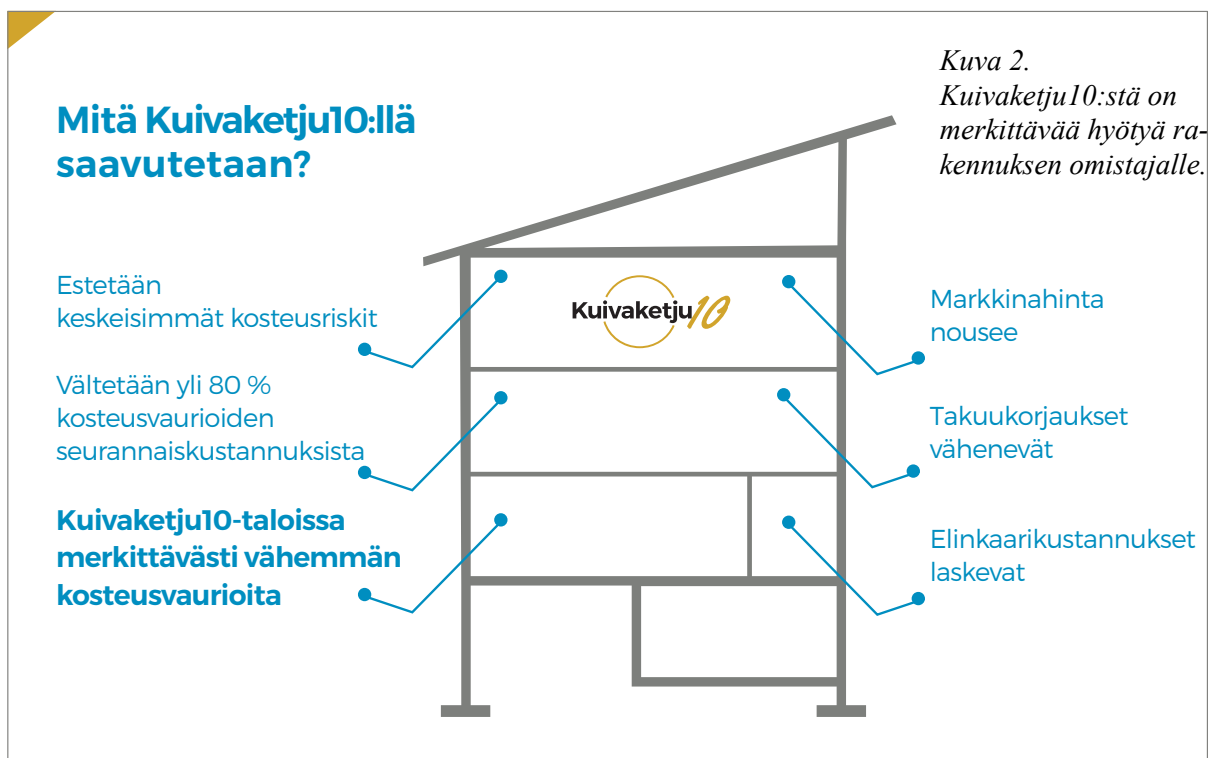 Mitä Kuivaketju10:llä
saavutetaan?
Kuva 2.
Kuivaketju10:stä on
merkittävää hyötyä ra-
kennuksen omistajalle.
Estetään
keskeisimmät kosteusriskit
Vältetään yli 80 %
kosteusvaurioiden
seurannaiskustannuksista
Kuivaketju10-taloissa
merkittävästi vähemmän
kosteusvaurioita
Kuivaketju10
Markkinahinta
nousee
Takuukorjaukset
vähenevät
Elinkaarikustannukset
laskevat